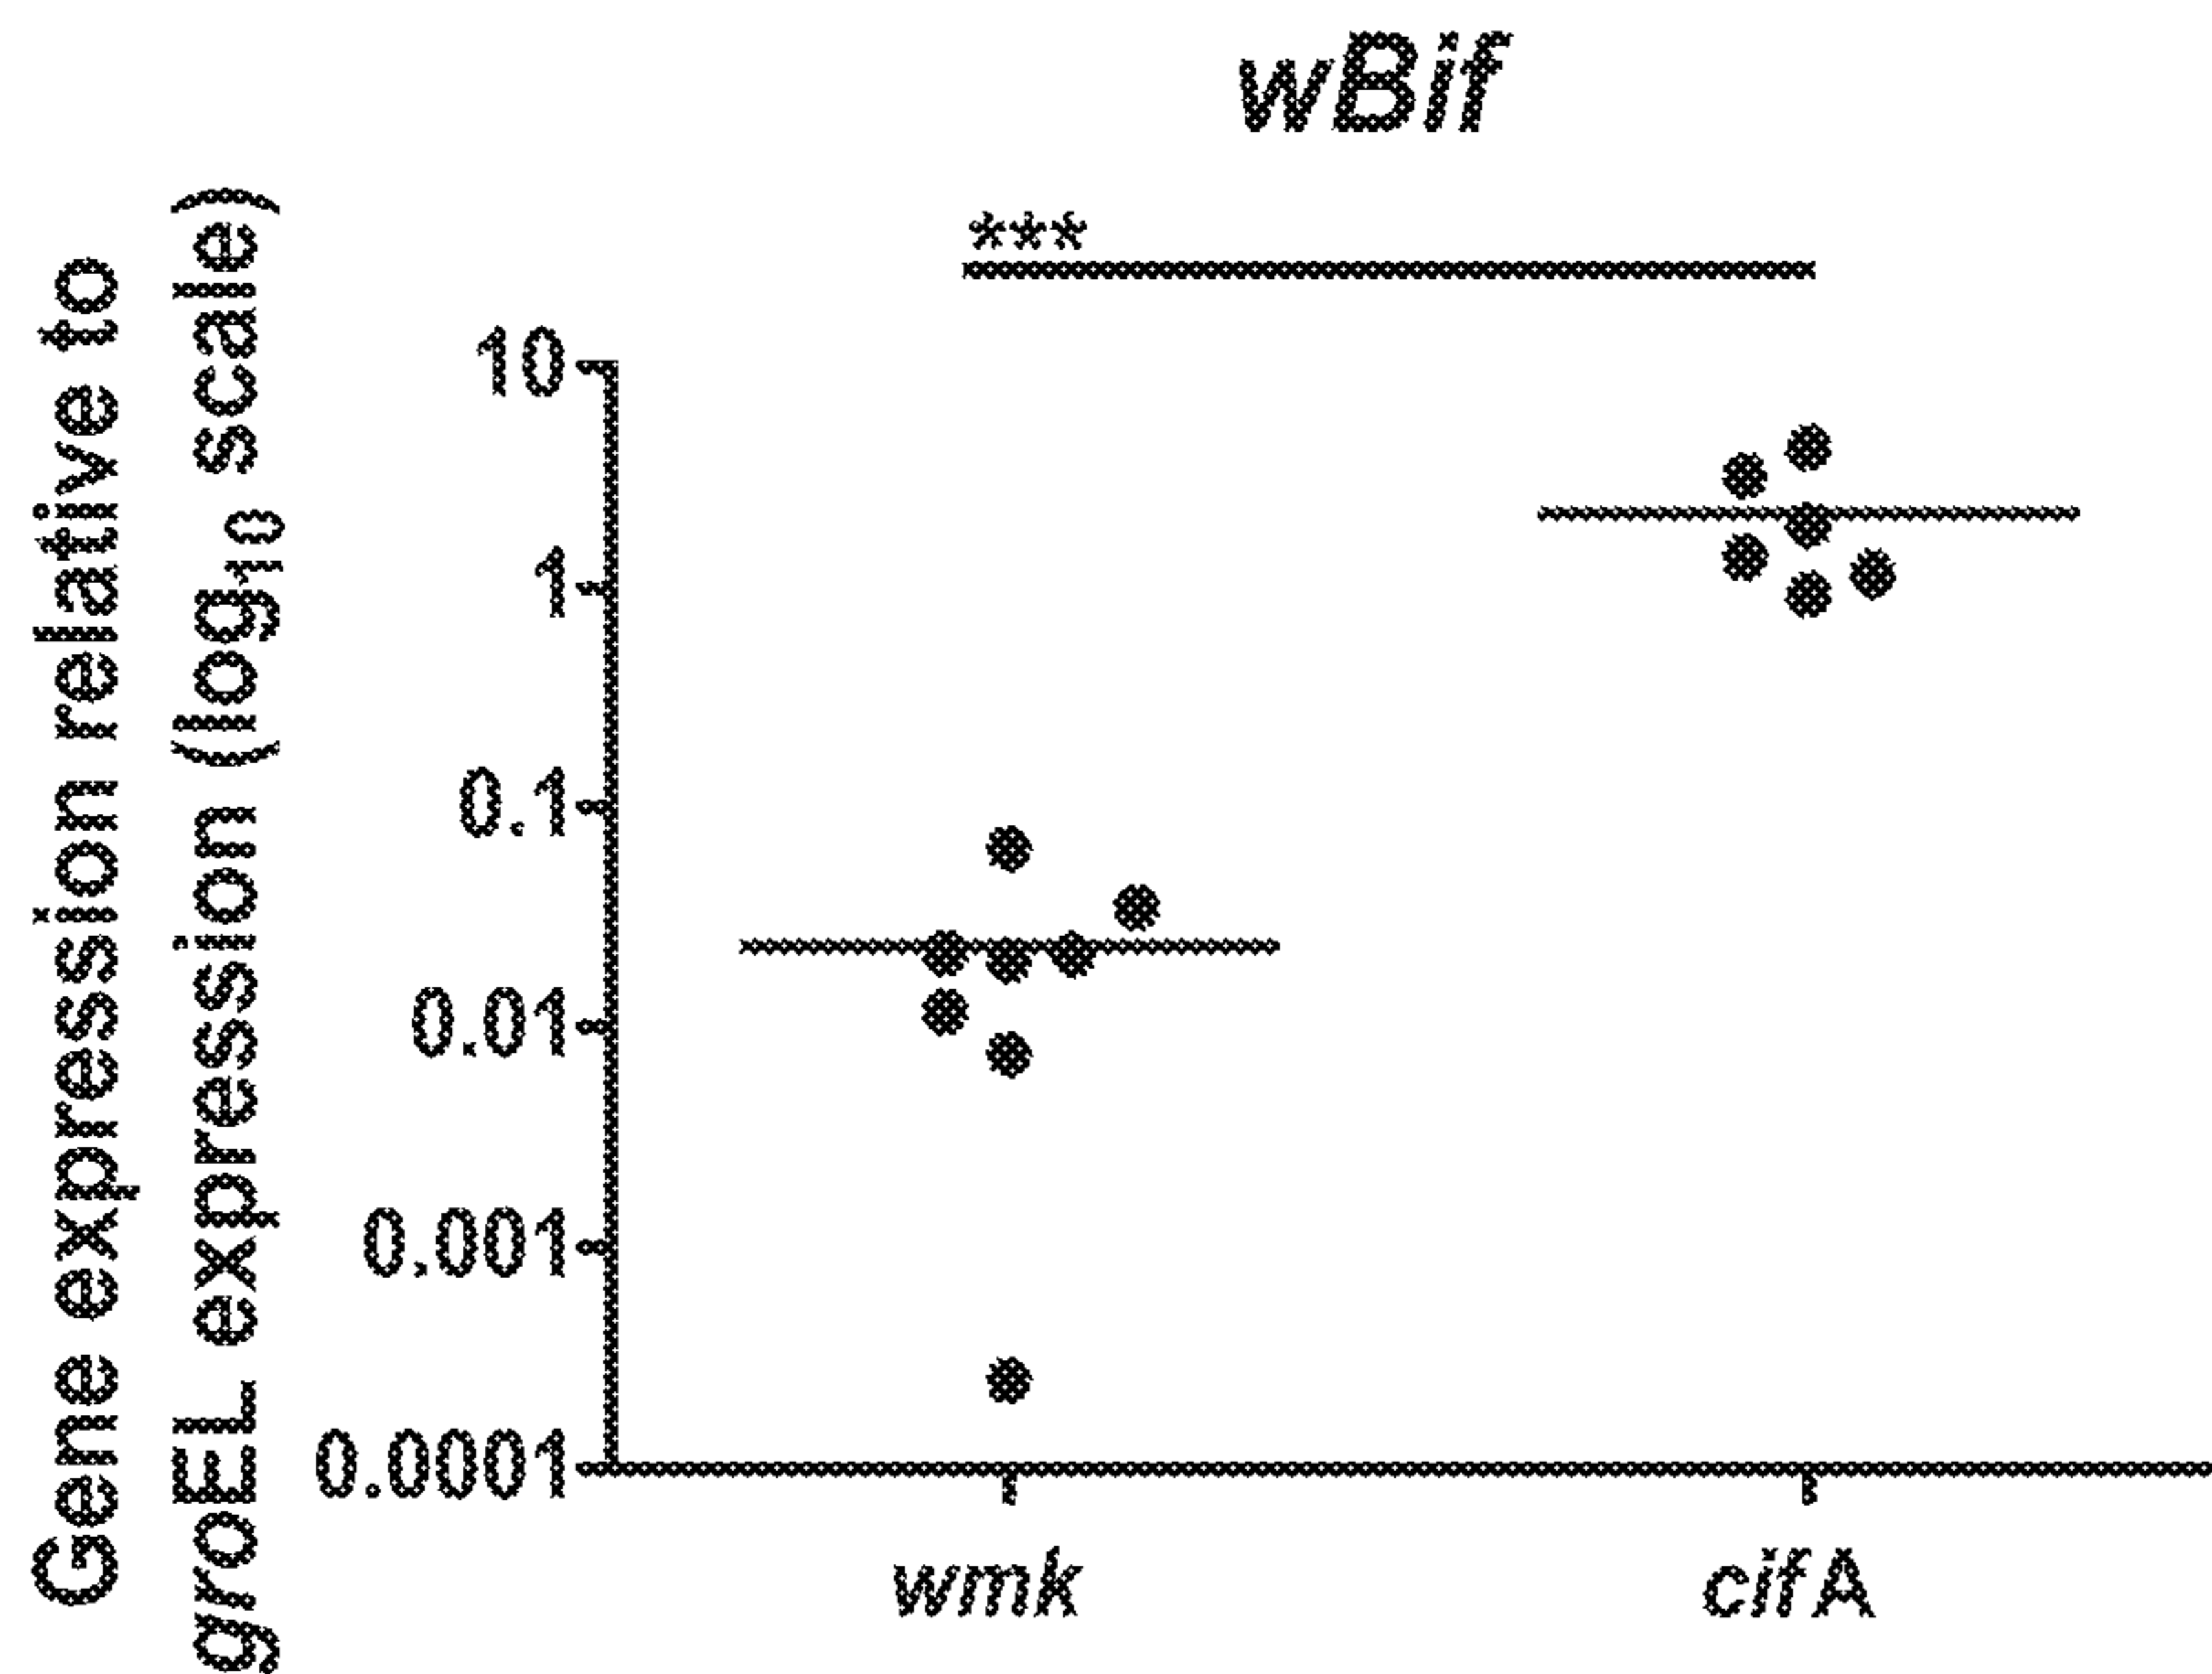 wBif
***
Gene expression relative to
groEL expression (log10 scale)
10
1
0.1
0.01
0.001
0.0001
wmk
cifA